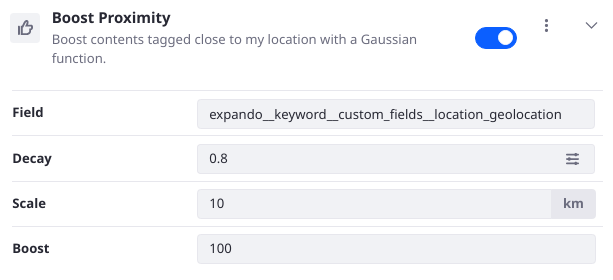 Boost Proximity
Boost contents tagged close to my location with a Gaussian
function.
Field expando__keyword__custom_fields__location_geolocation
Decay 0.8
Scale 10 km
Boost 100